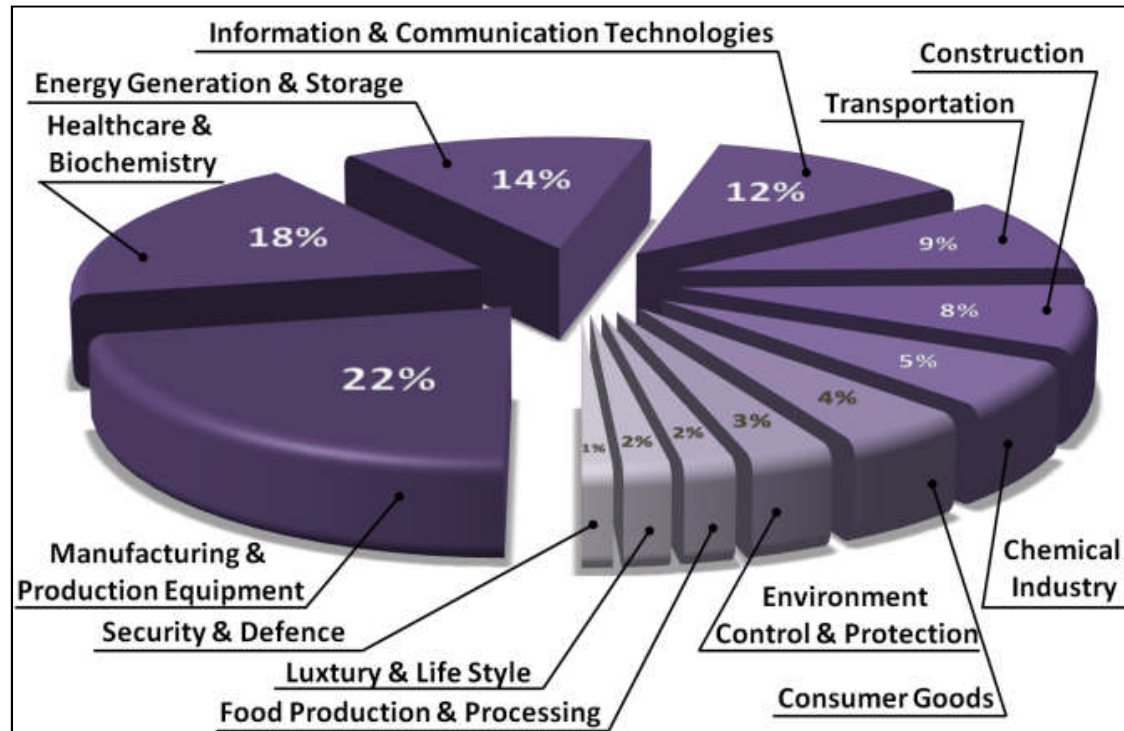 Information & Communication Technologies
Construction
Energy Generation & Storage
Transportation
Healthcare &
Biochemistry
14%
12%
18%
9%
8%
5%
22%
4%
3%
2%
2%
1%
Manufacturing &
Production Equipment
Chemical
Industry
Environment
Control & Protection
Security & Defence
Luxtury & Life Style
Consumer Goods
Food Production & Processing